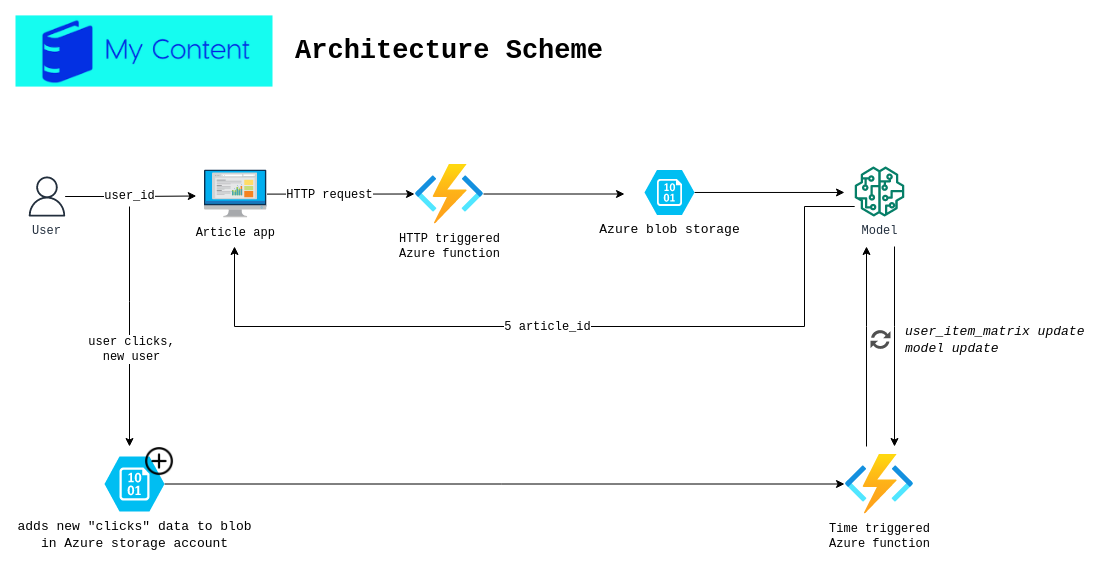 My Content
Architecture Scheme
user_id
HTTP request
10
01
User
Article app
HTTP triggered
Azure function
Azure blob storage
Model
5 article_id
user clicks,
new user
user_item_matrix update
model update
10
01
adds new "clicks" data to blob
in Azure storage account
Time triggered
Azure function